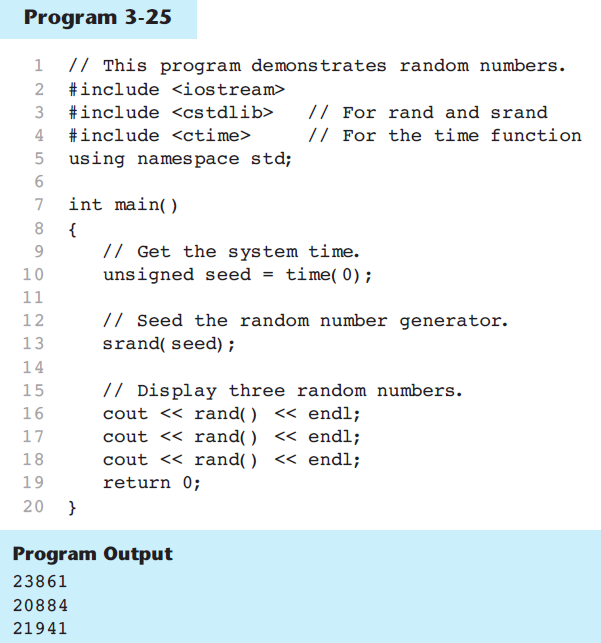 Program 3-25
1 // This program demonstrates random numbers.
2 #include <iostream>
3 #include <cstdlib> // For rand and srand
4 #include <ctime> // For the time function
5 using namespace std;
6
7 int main()
8 {
9 // Get the system time.
10 unsigned seed = time(0);
11
12 // Seed the random number generator.
13 srand(seed);
14
15 // Display three random numbers.
16 cout << rand() << endl;
17 cout << rand() << endl;
18 cout << rand() << endl;
19 return 0;
20 }
Program Output
23861
20884
21941